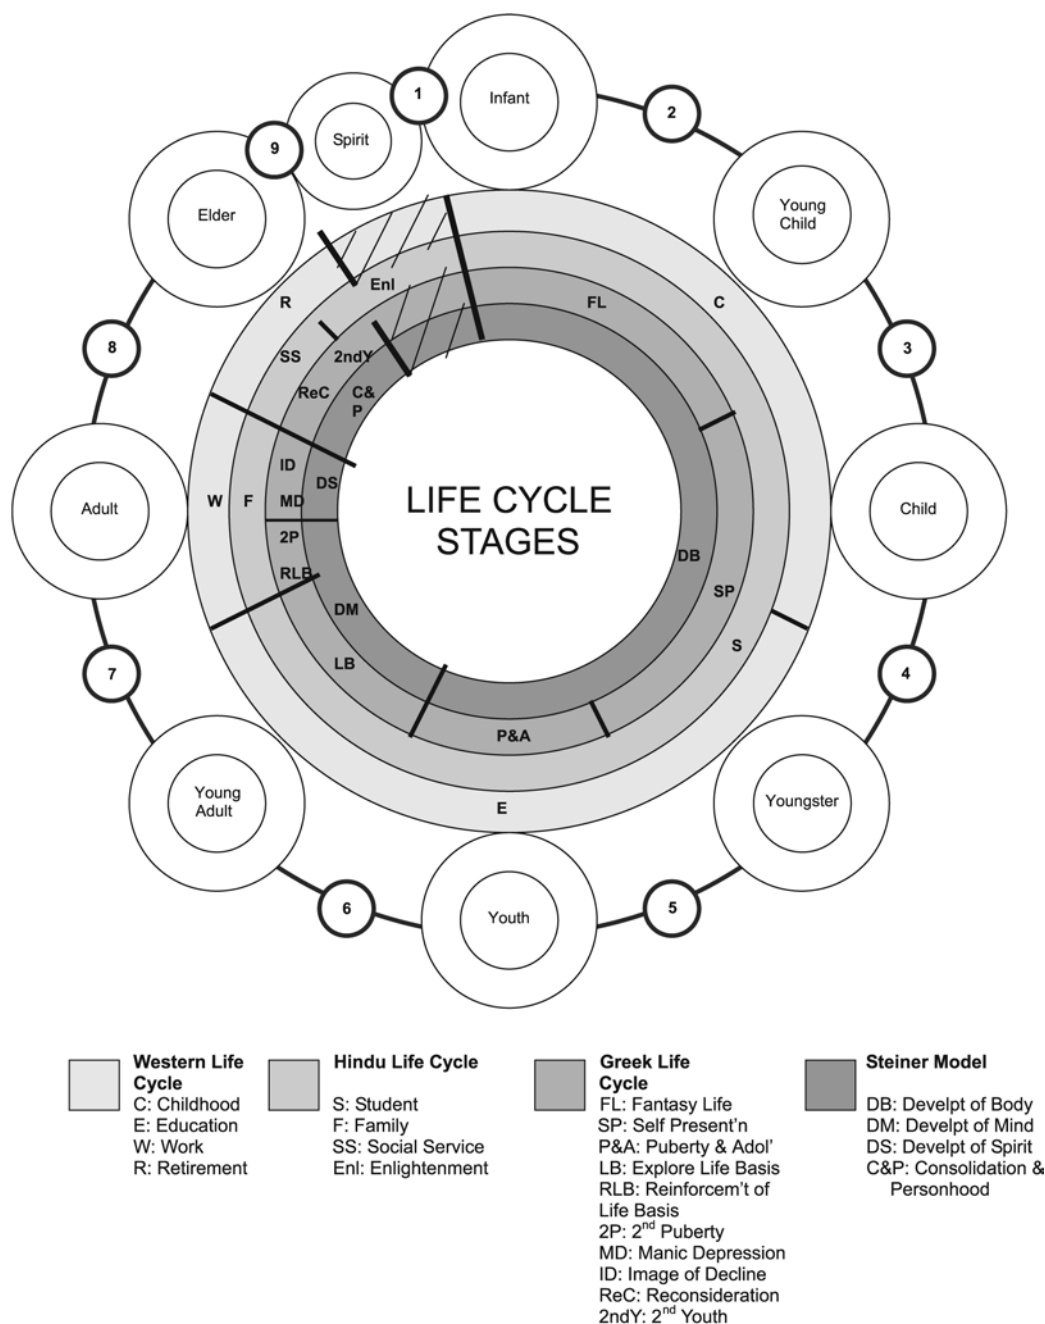 1
Infant
2
Spirit
9
Elder
Young
Child
Enl
R
FL
C
8
SS
2ndY
3
ReC
C&
P
ID
DS
W
F
MD
LIFE CYCLE
STAGES
Adult
Child
2P
DB
RLB
SP
DM
S
LB
7
4
P&A
Young
Adult
Youngster
E
6
Youth
5
Western Life
Cycle
C: Childhood
E: Education
W: Work
R: Retirement
Hindu Life Cycle
S: Student
F: Family
SS: Social Service
Enl: Enlightenment
Greek Life
Cycle
FL: Fantasy Life
SP: Self Present'n
P&A: Puberty & Adol'
LB: Explore Life Basis
RLB: Reinforcem't of
Life Basis
2P: 2nd Puberty
MD: Manic Depression
ID: Image of Decline
ReC: Reconsideration
2ndY: 2nd Youth
Steiner Model
DB: Develpt of Body
DM: Develpt of Mind
DS: Develpt of Spirit
C&P: Consolidation &
Personhood